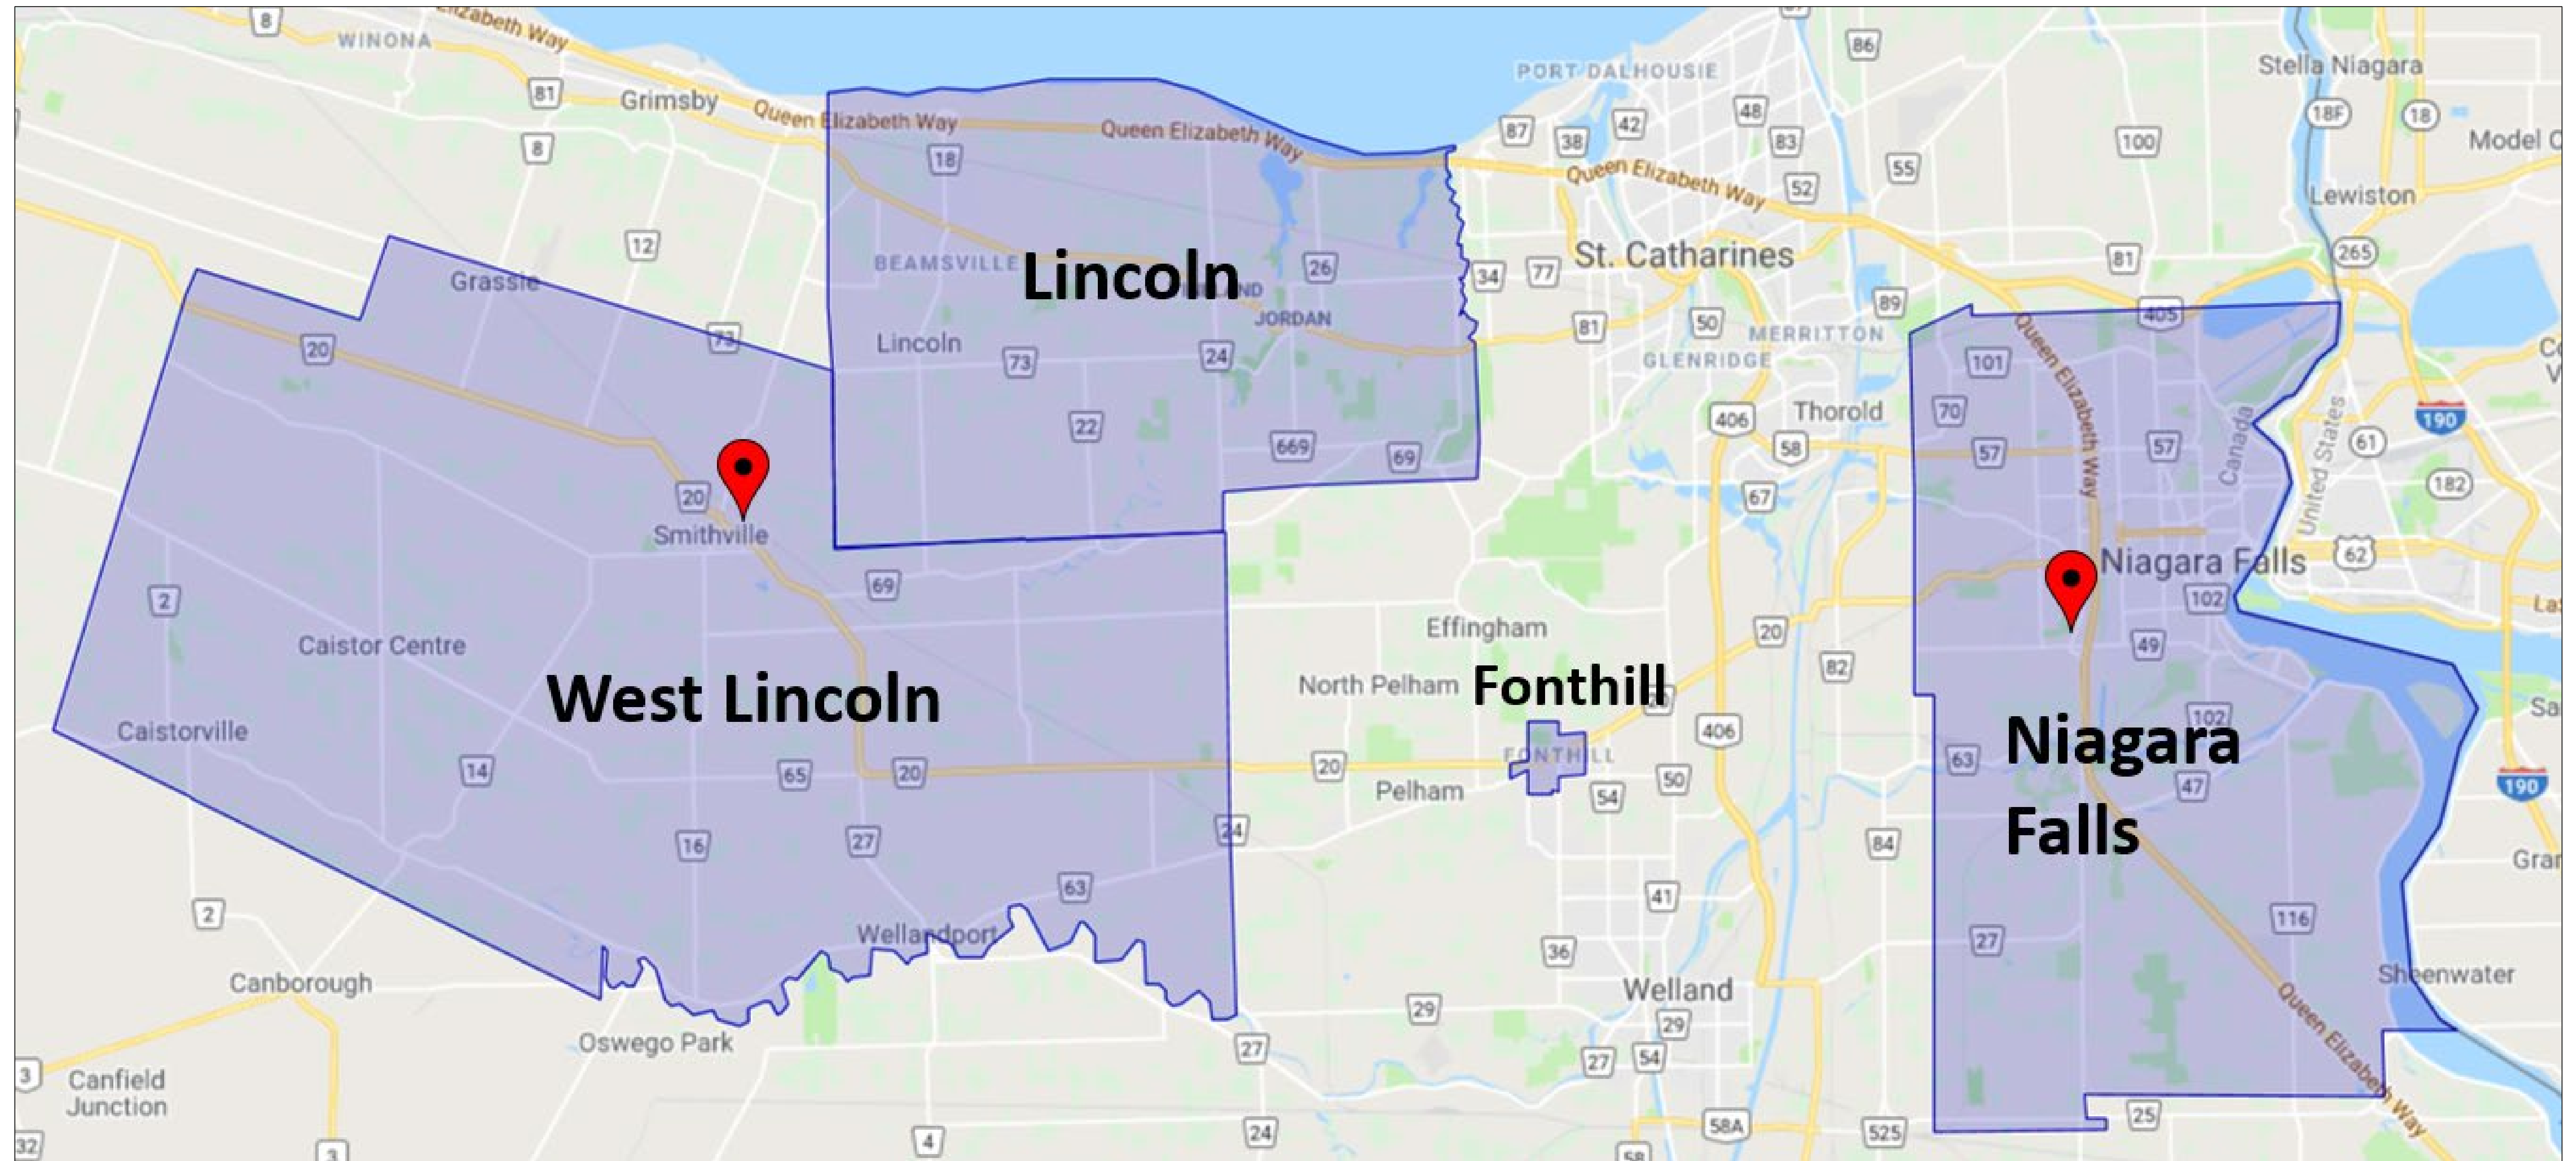 8
WINONA
Elizabeth Way
81
Grimsby
8
12
Queen Elizabeth Way
Queen Elizabeth Way
18
PORT DALHOUSIE
87
38
42
48
83
52
86
55
100
Stella Niagara
18F
18
Model C
Lewiston
Queen Elizabeth Way
Grassie
73
20
BEAMSVILLE
Lincoln
26
JORDAN
Lincoln
73
24
22
669
69
34
77
St. Catharines
81
50
89
MERRITTON
GLENRIDGE
81
265
405
406
58
Thorold
67
101
70
57
57
Queen Elizabeth Way
Canada
United States
61
190
182
62
20
Smithville
69
2
Caistor Centre
West Lincoln
Caistorville
14
65
20
16
27
24
63
Wellandport
2
Canborough
Oswego Park
3
Canfield
Junction
32
3
4
24
27
Effingham
North Pelham
Fonthill
20
20
FONTHILL
20
Pelham
54
50
406
82
84
41
36
Welland
29
29
27
54
58A
58
525
Niagara Falls
102
49
Niagara
Falls
102
47
63
27
116
Sheenwater
Queen Elizabeth Way
25
190
Gra
Sa